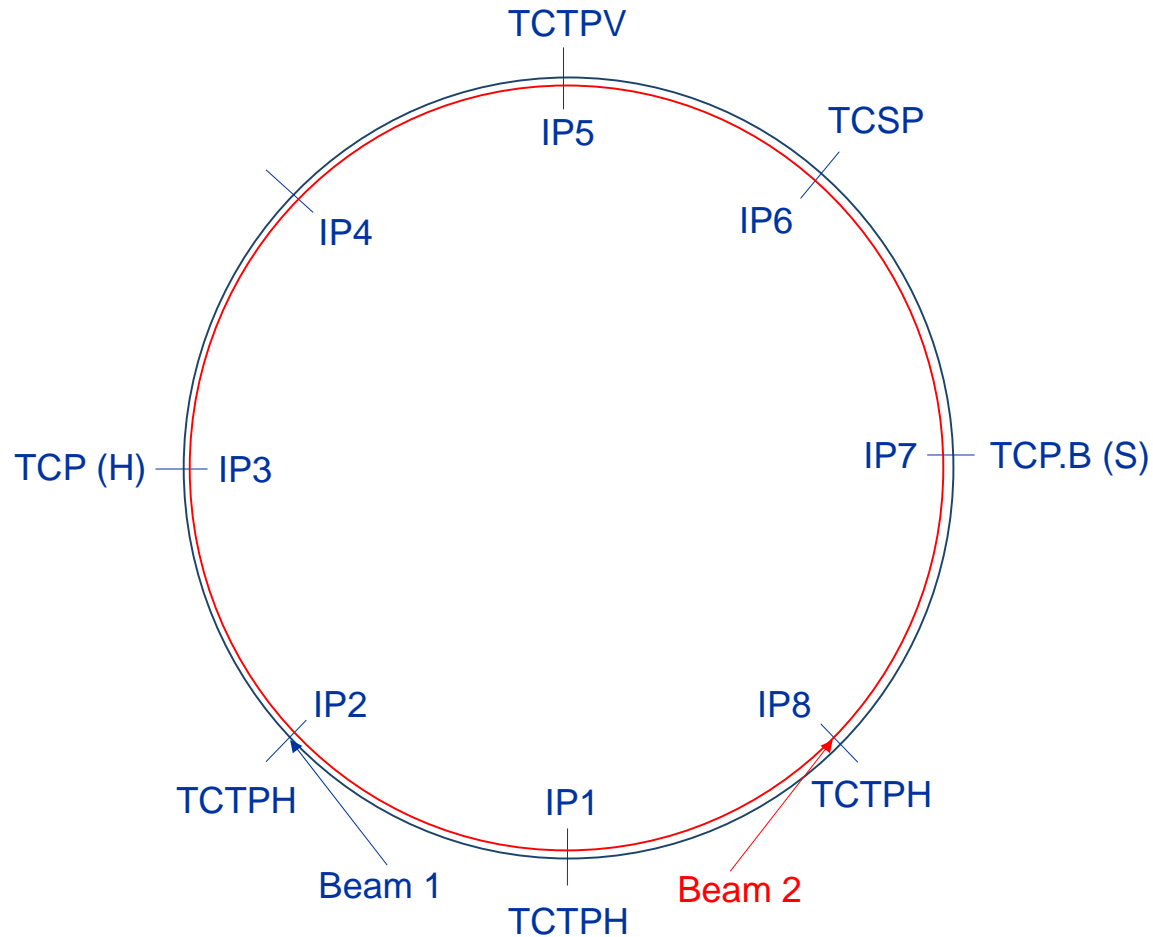 TCTPV
IP5
TCSP
IP6
IP4
TCP (H)
IP3
IP7
TCP.B (S)
IP2
IP8
TCTPH
TCTPH
IP1
Beam 1
Beam 2
TCTPH